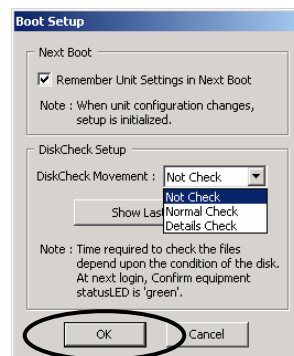 Boot Setup
Next Boot
Remember Unit Settings in Next Boot
Note : When unit configuration changes,
setup is initialized.
DiskCheck Setup
DiskCheck Movement : Not Check
Not Check
Normal Check
Details Check
Show Las
Note : Time required to check the files
depend upon the condition of the disk.
At next login, Confirm equipment
statusLED is 'green'.
OK Cancel